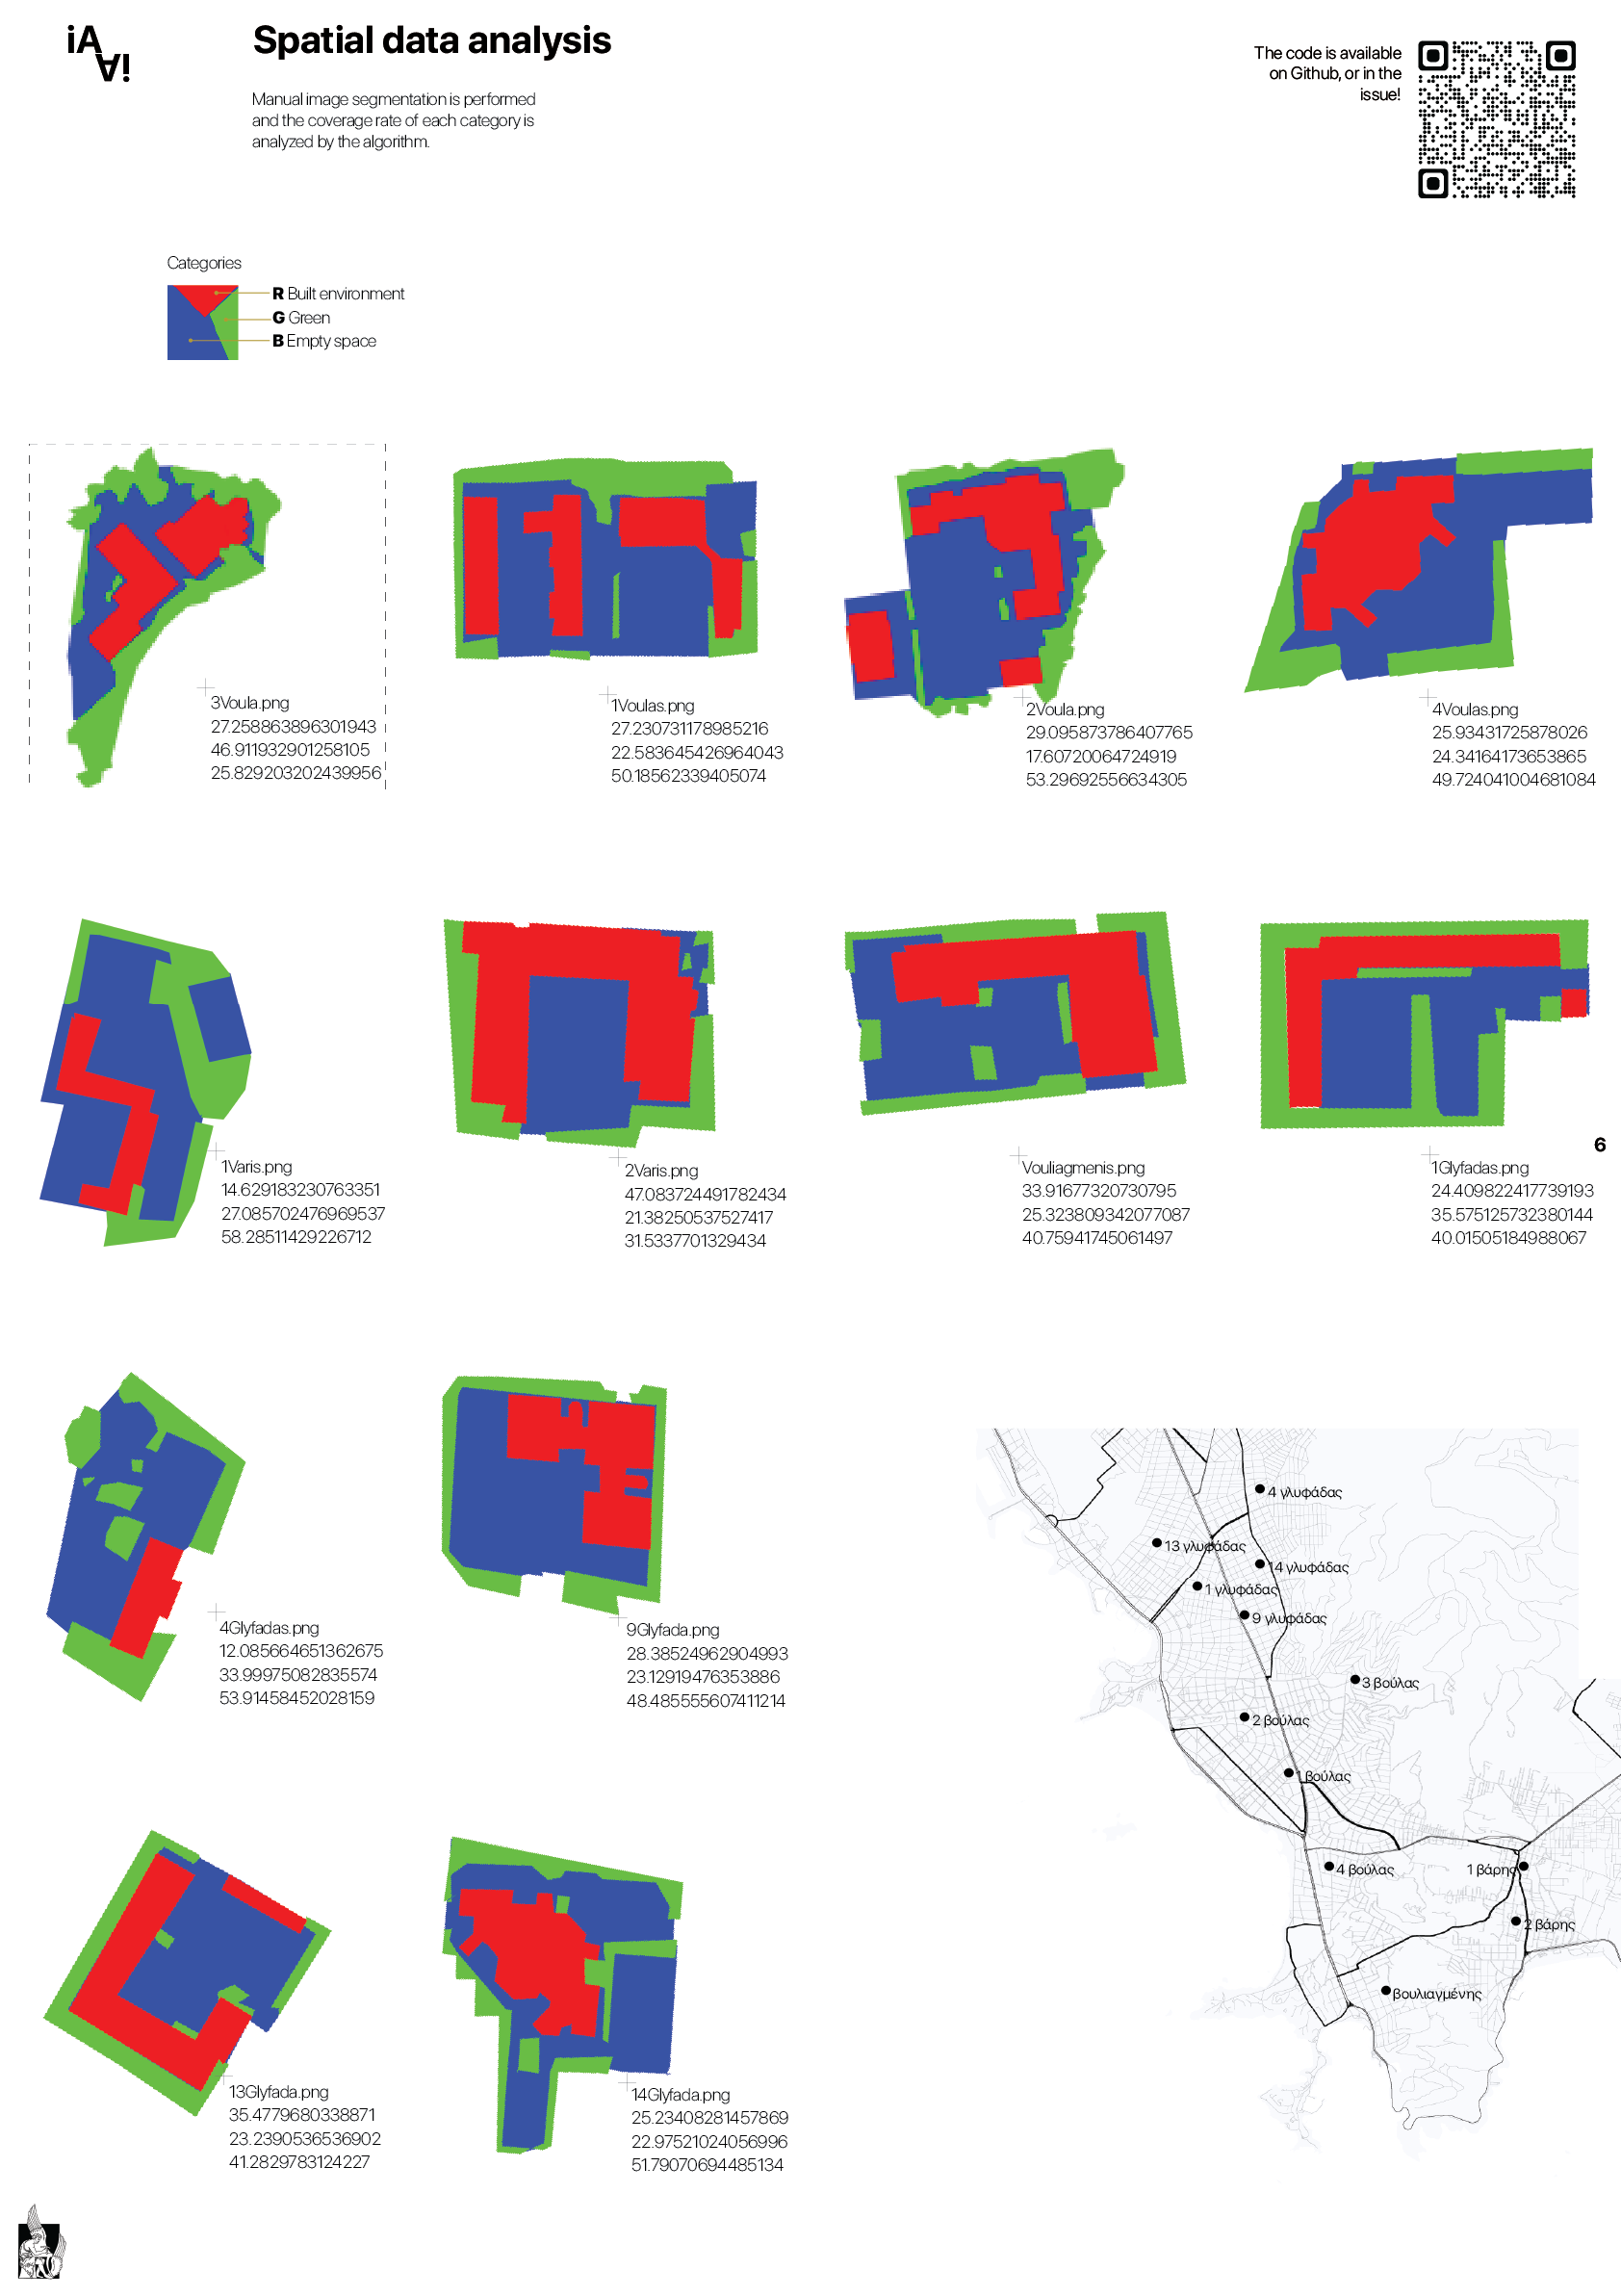 iA
iA
Spatial data analysis
Manual image segmentation is performed
and the coverage rate of each category is
analyzed by the algorithm.
The code is available
on Github, or in the
issue!
Categories
R Built environment
G Green
B Empty space
3Voula.png
27.258863896301943
46.911932901258105
25.829203202439956
1Voulas.png
27.230731178985216
22.583645426964043
50.18562339405074
2Voula.png
29.095873786407765
17.60720064724919
53.29692556634305
4Voulas.png
25.93431725878026
24.34164173653865
49.724041004681084
1Varis.png
14.629183230763351
27.085702476969537
58.28511429226712
2Varis.png
47.083724491782434
21.38250537527417
31.5337701329434
Vouliagmenis.png
33.91677320730795
25.323809342077087
40.75941745061497
1Glyfadas.png
24.409822417739193
35.575125732380144
40.01505184988067
6
4Glyfadas.png
12.085664651362675
33.99975082835574
53.91458452028159
9Glyfada.png
28.38524962904993
23.12919476353886
48.485555607411214
4 γλυφάδας
13 γλυφάδας
14 γλυφάδας
1 γλυφάδας
9 γλυφάδας
3 βούλας
2 βούλας
1 βούλας
4 βούλας
1 βάρης
2 βάρης
βουλιαγμένης
13Glyfada.png
35.4779680338871
23.2390536536902
41.2829783124227
14Glyfada.png
25.23408281457869
22.97521024056996
51.79070694485134